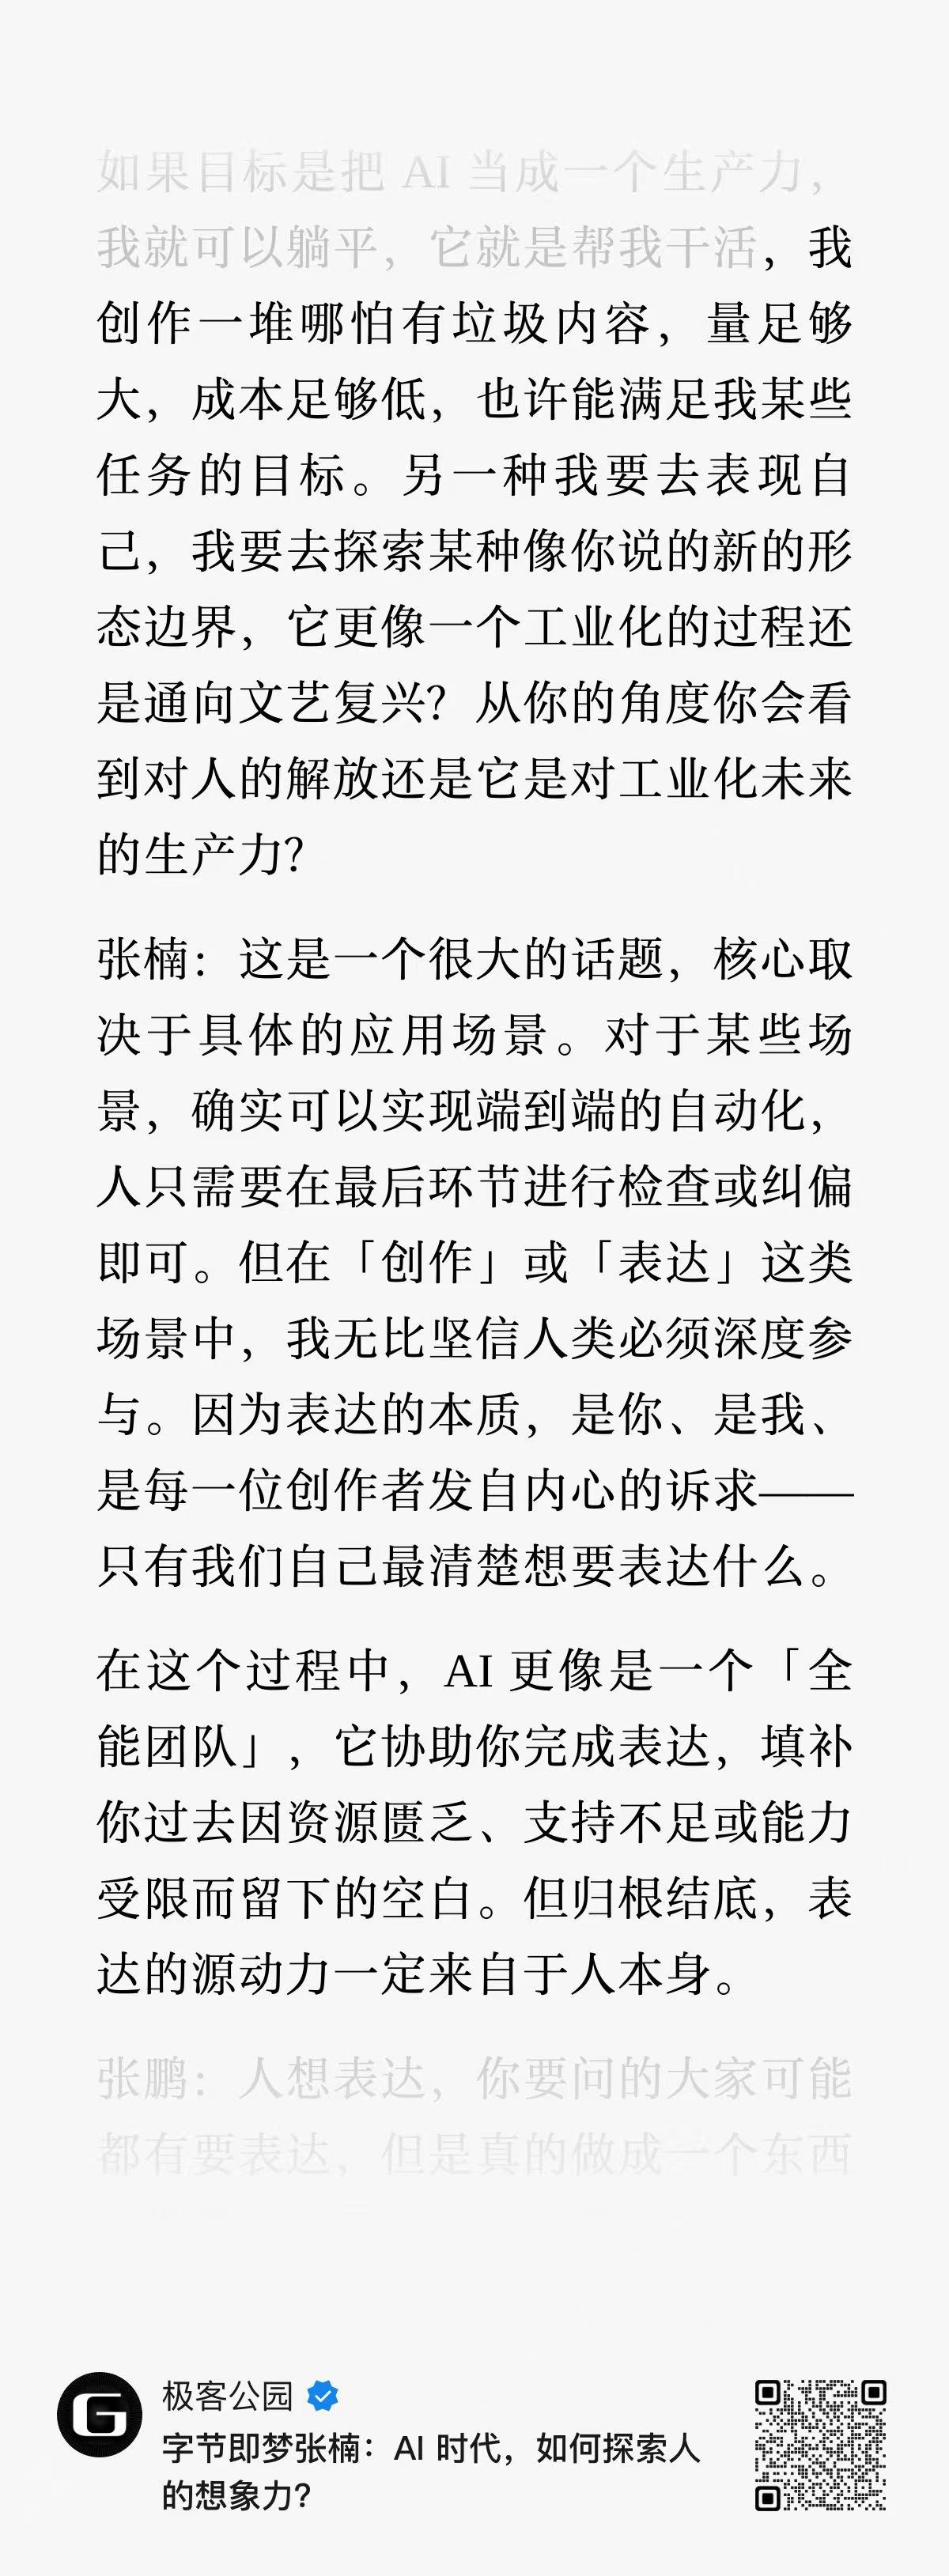 如果目标是把 AI 当成一个生产力，
我就可以躺平，它就是帮我干活，我
创作一堆哪怕有垃圾内容，量足够
大，成本足够低，也许能满足我某些
任务的目标。另一种我要去表现自
己，我要去探索某种像你说的新的形
态边界，它更像一个工业化的过程还
是通向文艺复兴？从你的角度你会看
到对人的解放还是它是对工业化未来
的生产力？
张楠：这是一个很大的话题，核心取
决于具体的应用场景。对于某些场
景，确实可以实现端到端的自动化，
人只需要在最后环节进行检查或纠偏
即可。但在「创作」或「表达」这类
场景中，我无比坚信人类必须深度参
与。因为表达的本质，是你、是我、
是每一位创作者发自内心的诉求——
只有我们自己最清楚想要表达什么。
在这个过程中，AI 更像是一个「全
能团队」，它协助你完成表达，填补
你过去因资源匮乏、支持不足或能力
受限而留下的空白。但归根结底，表
达的源动力一定来自于人本身。
张鹏：人想表达，你要问的大家可能
都有要表达，但是真的做成一个东西
G
极客公园
字节即梦张楠：AI 时代，如何探索人
的想象力？